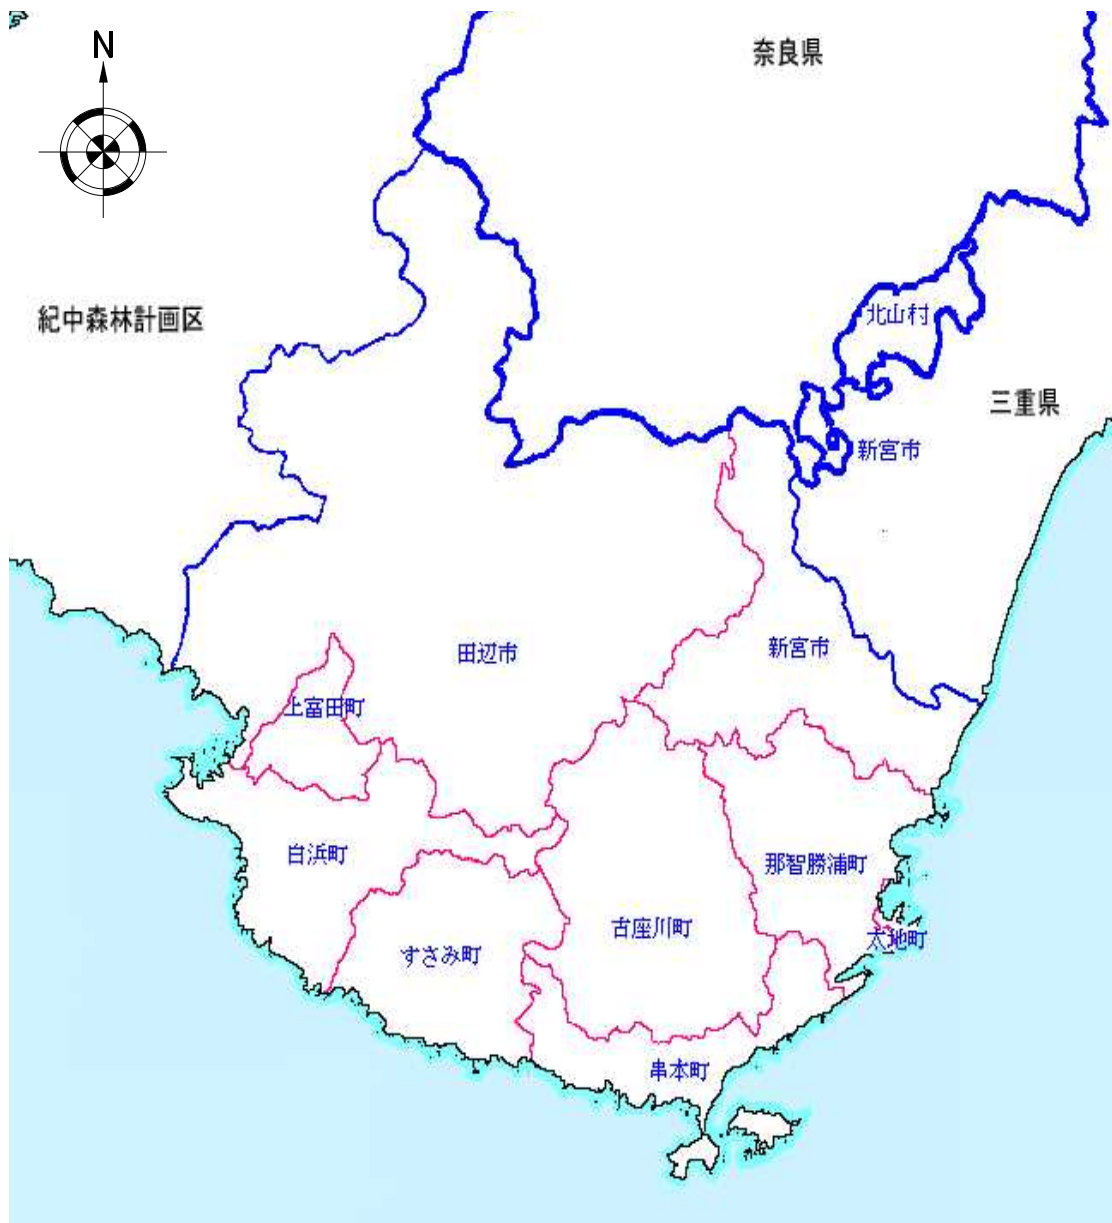 N
奈良県
紀中森林計画区
北山村
三重県
新宮市
田辺市
新宮市
上富田町
白浜町
那智勝浦町
古座川町
太地町
すさみ町
串本町